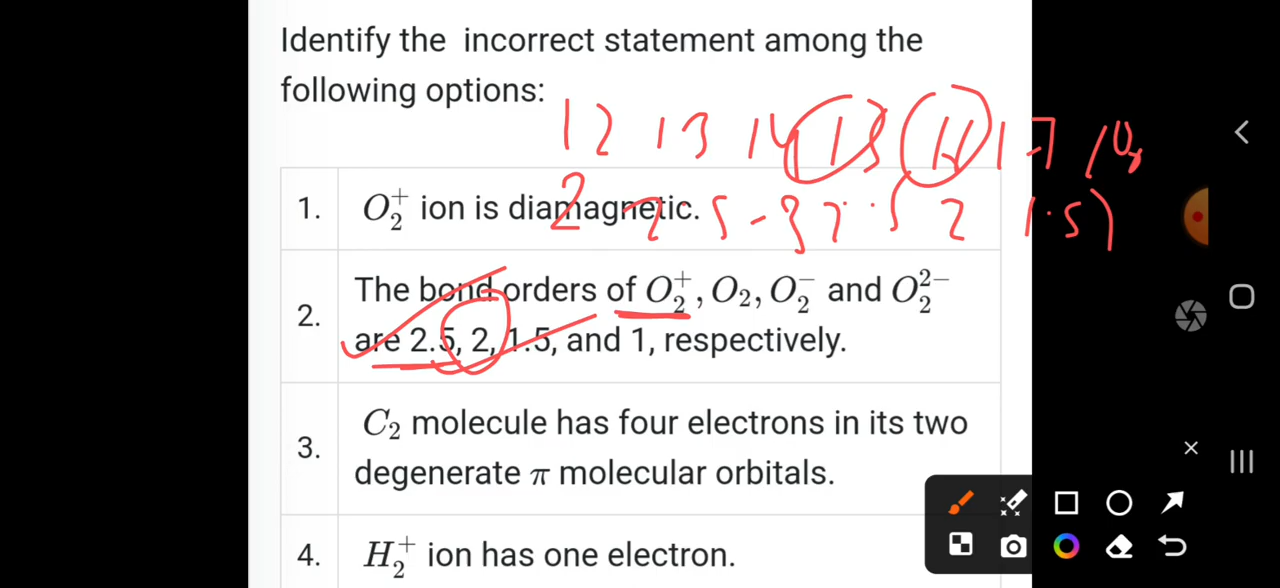 Identify the incorrect statement among the
following options:
12 13 14 15 16 17
1. O₂⁺ ion is diamagnetic.
2 2.5 3 2.5 2 1.5
2. The bond orders of O₂⁺, O₂, O₂⁻ and O₂²⁻
are 2.5, 2, 1.5, and 1, respectively.
3. C₂ molecule has four electrons in its two
degenerate π molecular orbitals.
4. H₂⁺ ion has one electron.